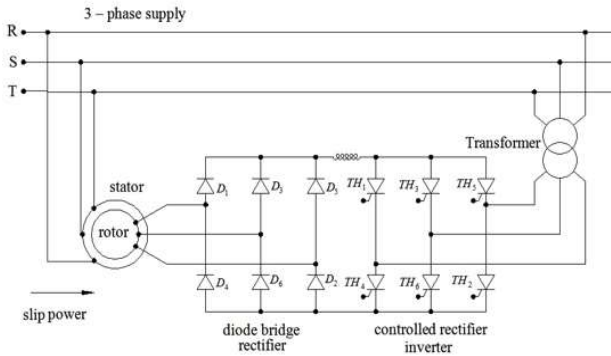 3 – phase supply
R
S
T
Transformer
stator
rotor
D1 D3 D5 TH1 TH3 TH5
D4 D6 D2 TH4 TH6 TH2
slip power
diode bridge
rectifier
controlled rectifier
inverter